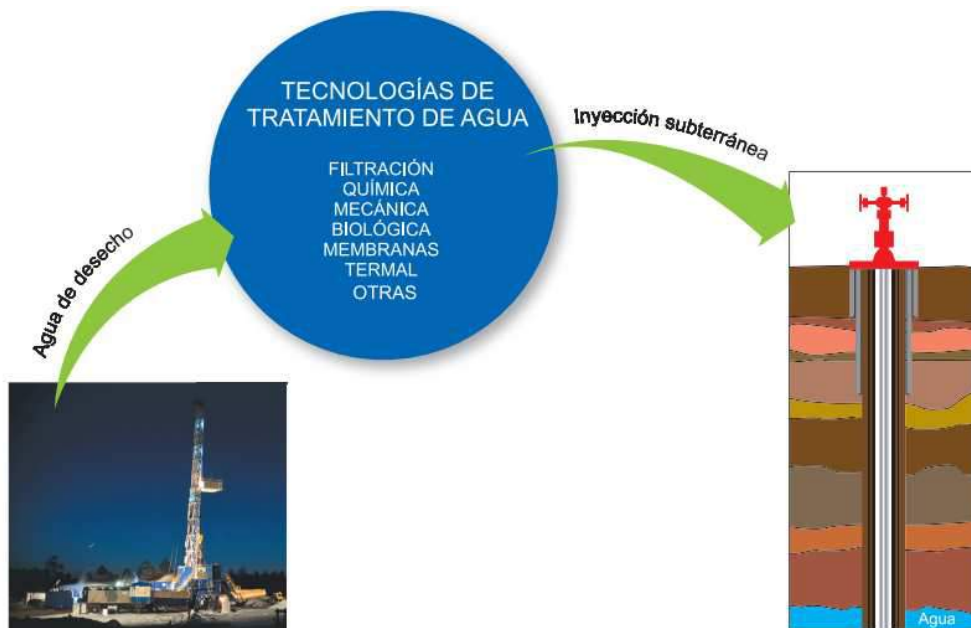 TECNOLOGÍAS DE
TRATAMIENTO DE AGUA
FILTRACIÓN
QUÍMICA
MECÁNICA
BIOLÓGICA
MEMBRANAS
TERMAL
OTRAS
Agua de desecho
Inyección subterránea
Agua